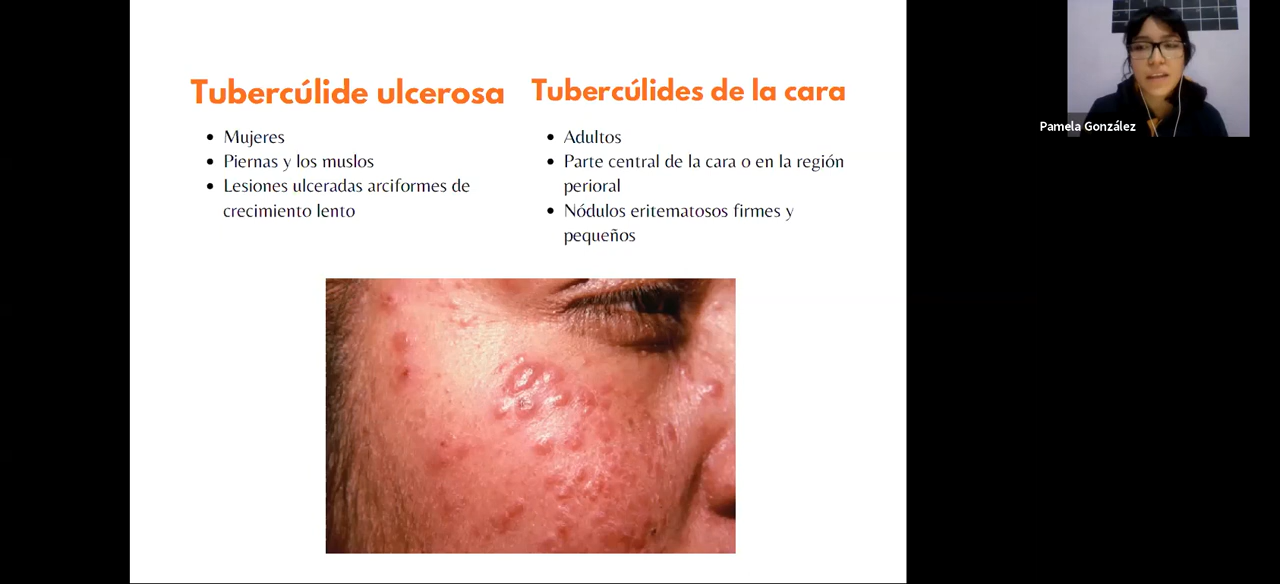 Tubercúlide ulcerosa
Mujeres
Piernas y los muslos
Lesiones ulceradas arciformes de
crecimiento lento
Tubercúlides de la cara
Adultos
Parte central de la cara o en la región
perioral
Nódulos eritematosos firmes y
pequeños
Pamela González